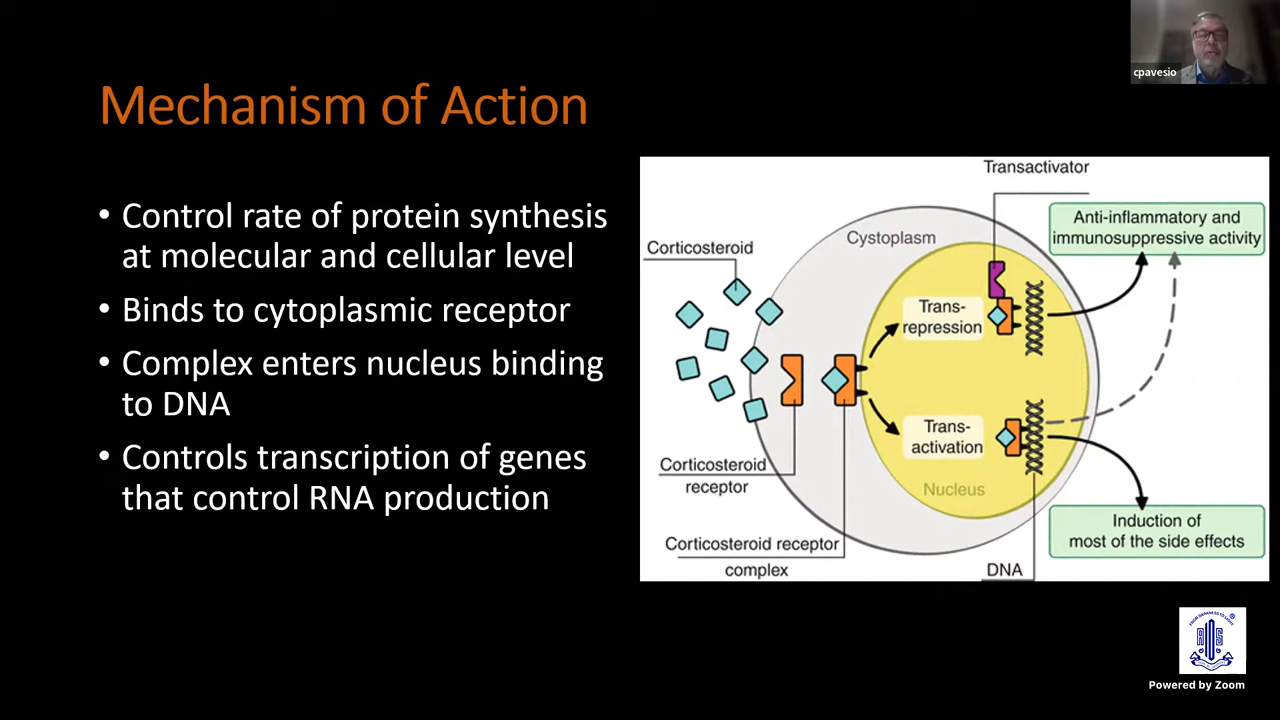 cpavesio
Mechanism of Action
• Control rate of protein synthesis
at molecular and cellular level
• Binds to cytoplasmic receptor
• Complex enters nucleus binding
to DNA
• Controls transcription of genes
that control RNA production
Transactivator
Anti-inflammatory and
immunosuppressive activity
Cystoplasm
Corticosteroid
Trans-
repression
Trans-
activation
Corticosteroid
receptor
Nucleus
Induction of
most of the side effects
Corticosteroid receptor
complex
DNA
Powered by Zoom